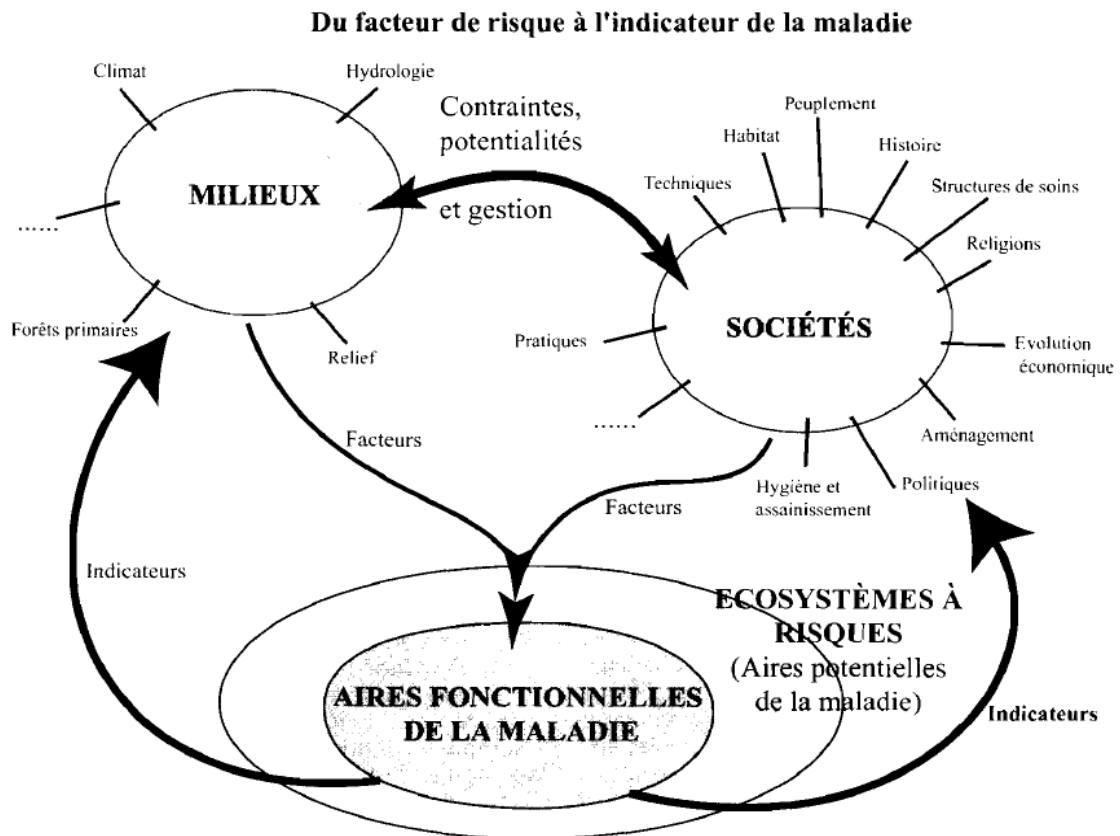 Du facteur de risque à l'indicateur de la maladie
Climat
Hydrologie
MILIEUX
......
Forêts primaires
Relief
Contraintes,
potentialités
et gestion
Peuplement
Habitat
Histoire
Techniques
Structures de soins
Religions
SOCIÉTÉS
Pratiques
Evolution
économique
......
Aménagement
Hygiène et
assainissement
Politiques
Facteurs
Facteurs
Indicateurs
ECOSYSTÈMES À
RISQUES
(Aires potentielles
de la maladie)
AIRES FONCTIONNELLES
DE LA MALADIE
Indicateurs